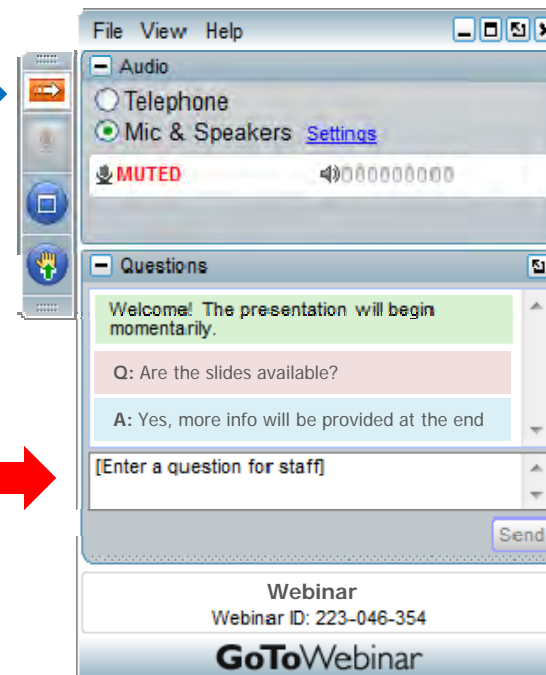 File View Help
Audio
Telephone
Mic & Speakers Settings
MUTED
Questions
Welcome! The presentation will begin
momentarily.
Q: Are the slides available?
A: Yes, more info will be provided at the end
[Enter a question for staff]
Send
Webinar
Webinar ID: 223-046-354
GoToWebinar